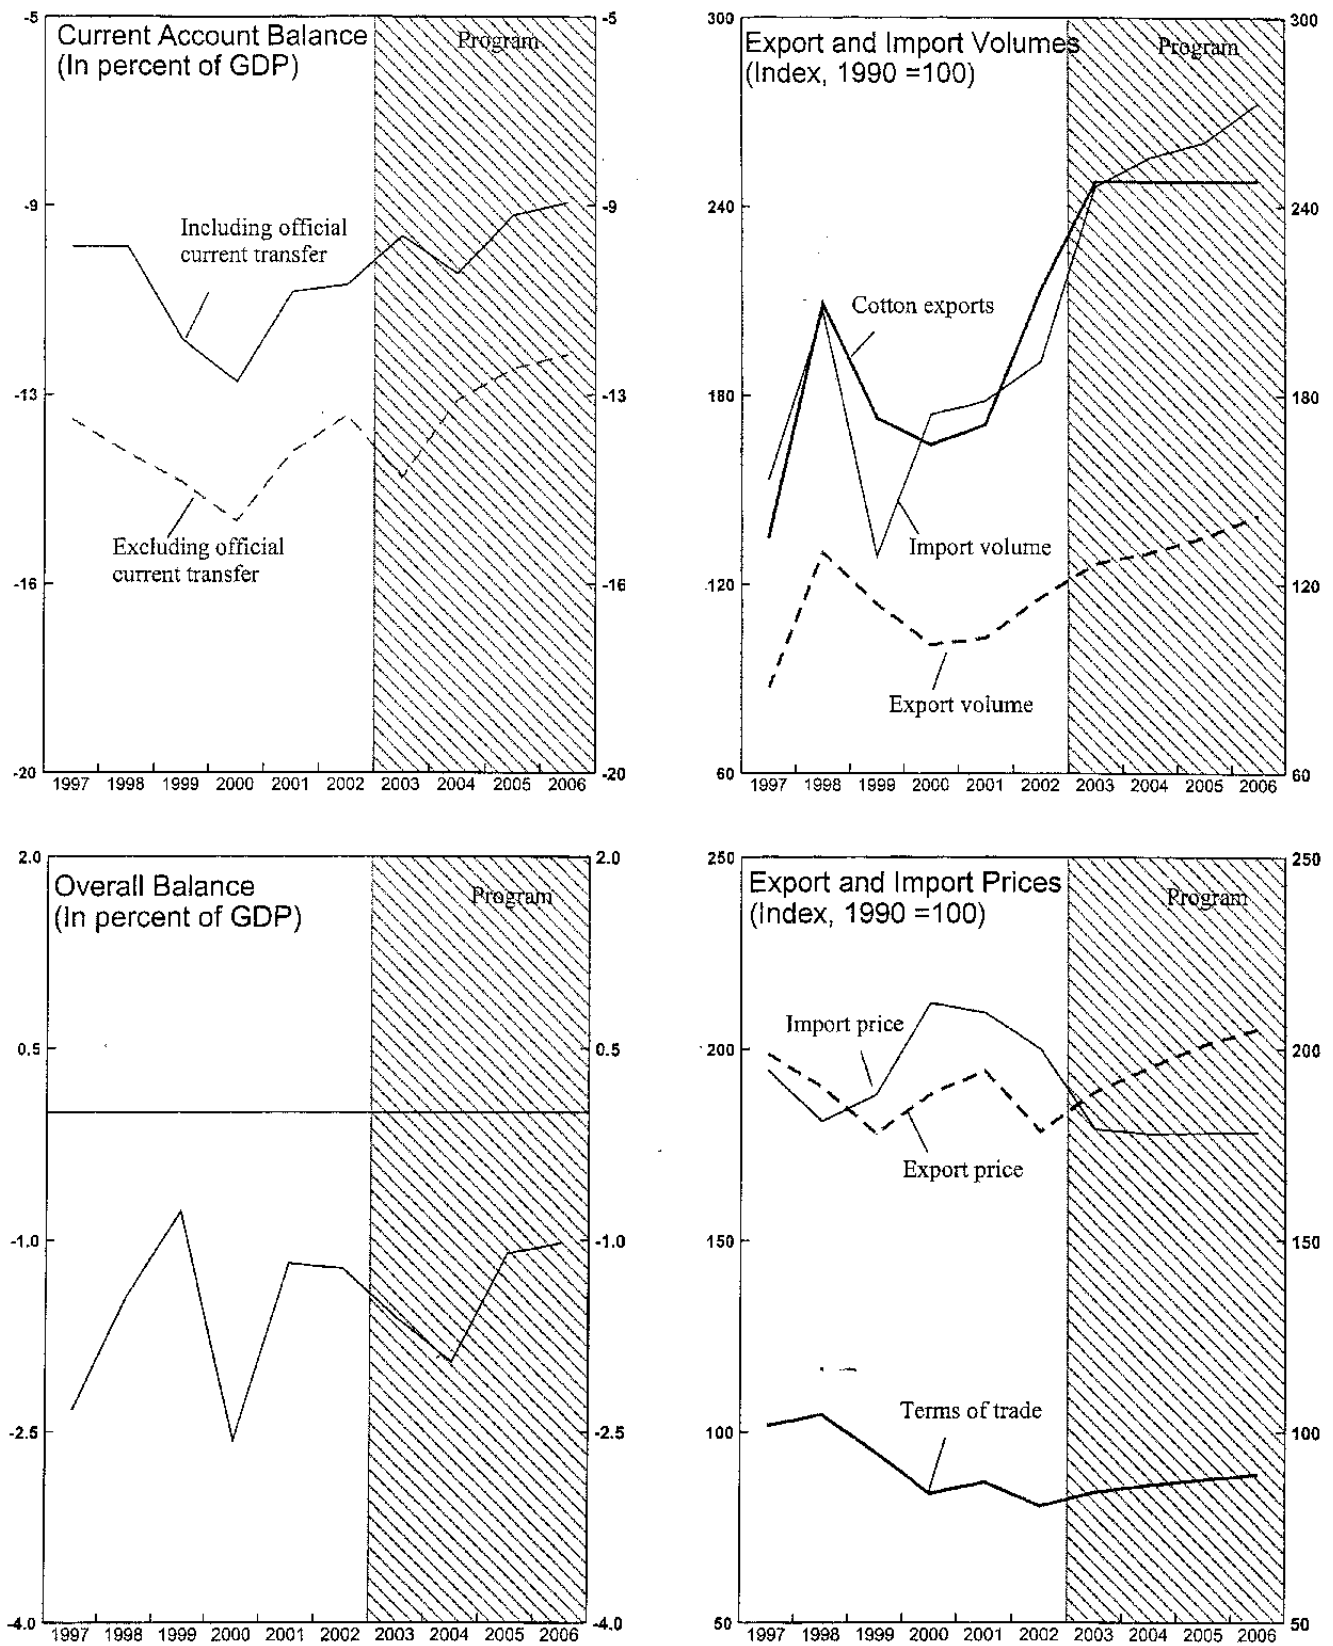 Current Account Balance
(In percent of GDP)
Program
-5
-9
-13
-16
-20
-5
-9
-13
-16
-20
Including official
current transfer
Excluding official
current transfer
1997 1998 1999 2000 2001 2002 2003 2004 2005 2006
Export and Import Volumes
(Index, 1990 =100)
Program
300
240
180
120
60
300
240
180
120
60
Cotton exports
Import volume
Export volume
1997 1998 1999 2000 2001 2002 2003 2004 2005 2006
Overall Balance
(In percent of GDP)
Program
2.0
0.5
-1.0
-2.5
-4.0
2.0
0.5
-1.0
-2.5
-4.0
1997 1998 1999 2000 2001 2002 2003 2004 2005 2006
Export and Import Prices
(Index, 1990 =100)
Program
250
200
150
100
50
250
200
150
100
50
Import price
Export price
Terms of trade
1997 1998 1999 2000 2001 2002 2003 2004 2005 2006